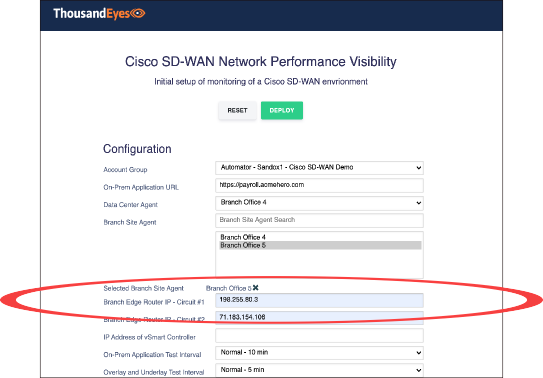 ThousandEyes
Cisco SD-WAN Network Performance Visibility
Initial setup of monitoring of a Cisco SD-WAN envrionment
RESET DEPLOY
Configuration
Account Group Automator - Sandox1 - Cisco SD-WAN Demo
On-Prem Application URL https://payroll.acmehero.com
Data Center Agent Branch Office 4
Branch Site Agent Branch Site Agent Search
Branch Office 4
Branch Office 5
Selected Branch Site Agent Branch Office 5 ✖
Branch Edge Router IP - Circuit #1 198.255.80.3
Branch Edge Router IP - Circuit #2 71.183.154.106
IP Address of vSmart Controller
On-Prem Application Test Interval Normal - 10 min
Overlay and Underlay Test Interval Normal - 5 min